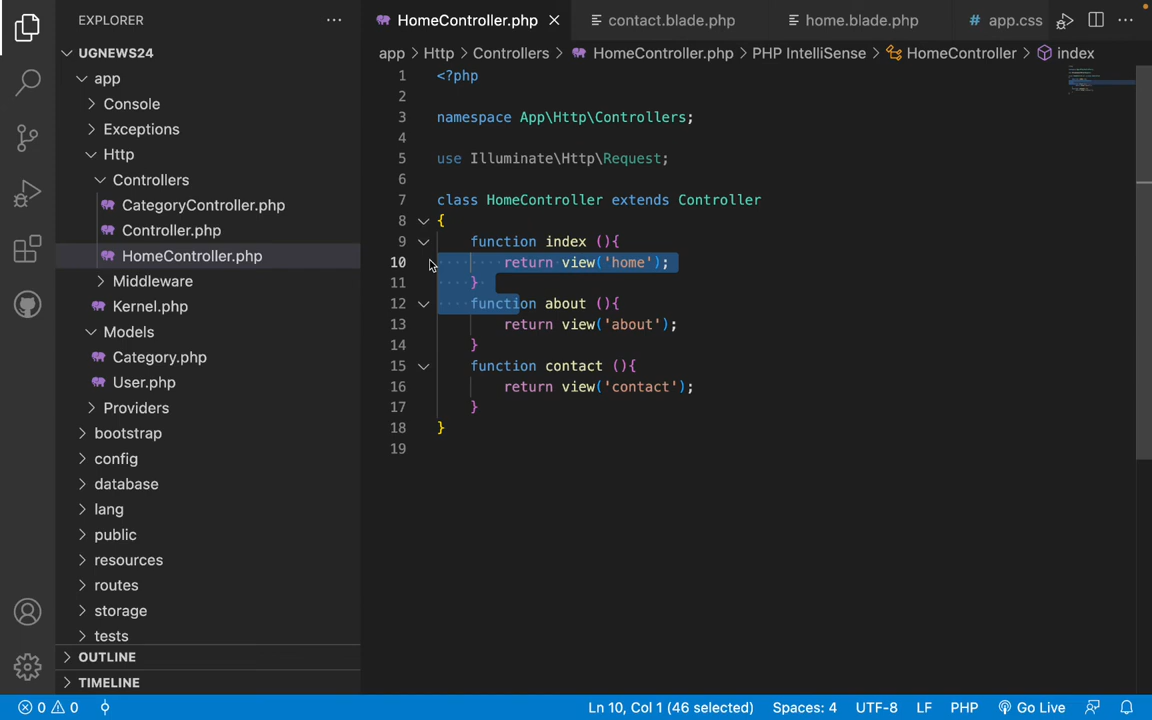 EXPLORER
HomeController.php
contact.blade.php
home.blade.php
# app.css
UGNEWS24
app > Http > Controllers > HomeController.php > PHP IntelliSense > HomeController > index
app
Console
Exceptions
Http
Controllers
CategoryController.php
Controller.php
HomeController.php
Middleware
Kernel.php
Models
Category.php
User.php
Providers
bootstrap
config
database
lang
public
resources
routes
storage
tests
OUTLINE
TIMELINE
1 <?php
2
3 namespace App\Http\Controllers;
4
5 use Illuminate\Http\Request;
6
7 class HomeController extends Controller
8 {
9 function index (){
10 return view('home');
11 }
12 function about (){
13 return view('about');
14 }
15 function contact (){
16 return view('contact');
17 }
18 }
19
0 0 Ln 10, Col 1 (46 selected) Spaces: 4 UTF-8 LF PHP Go Live